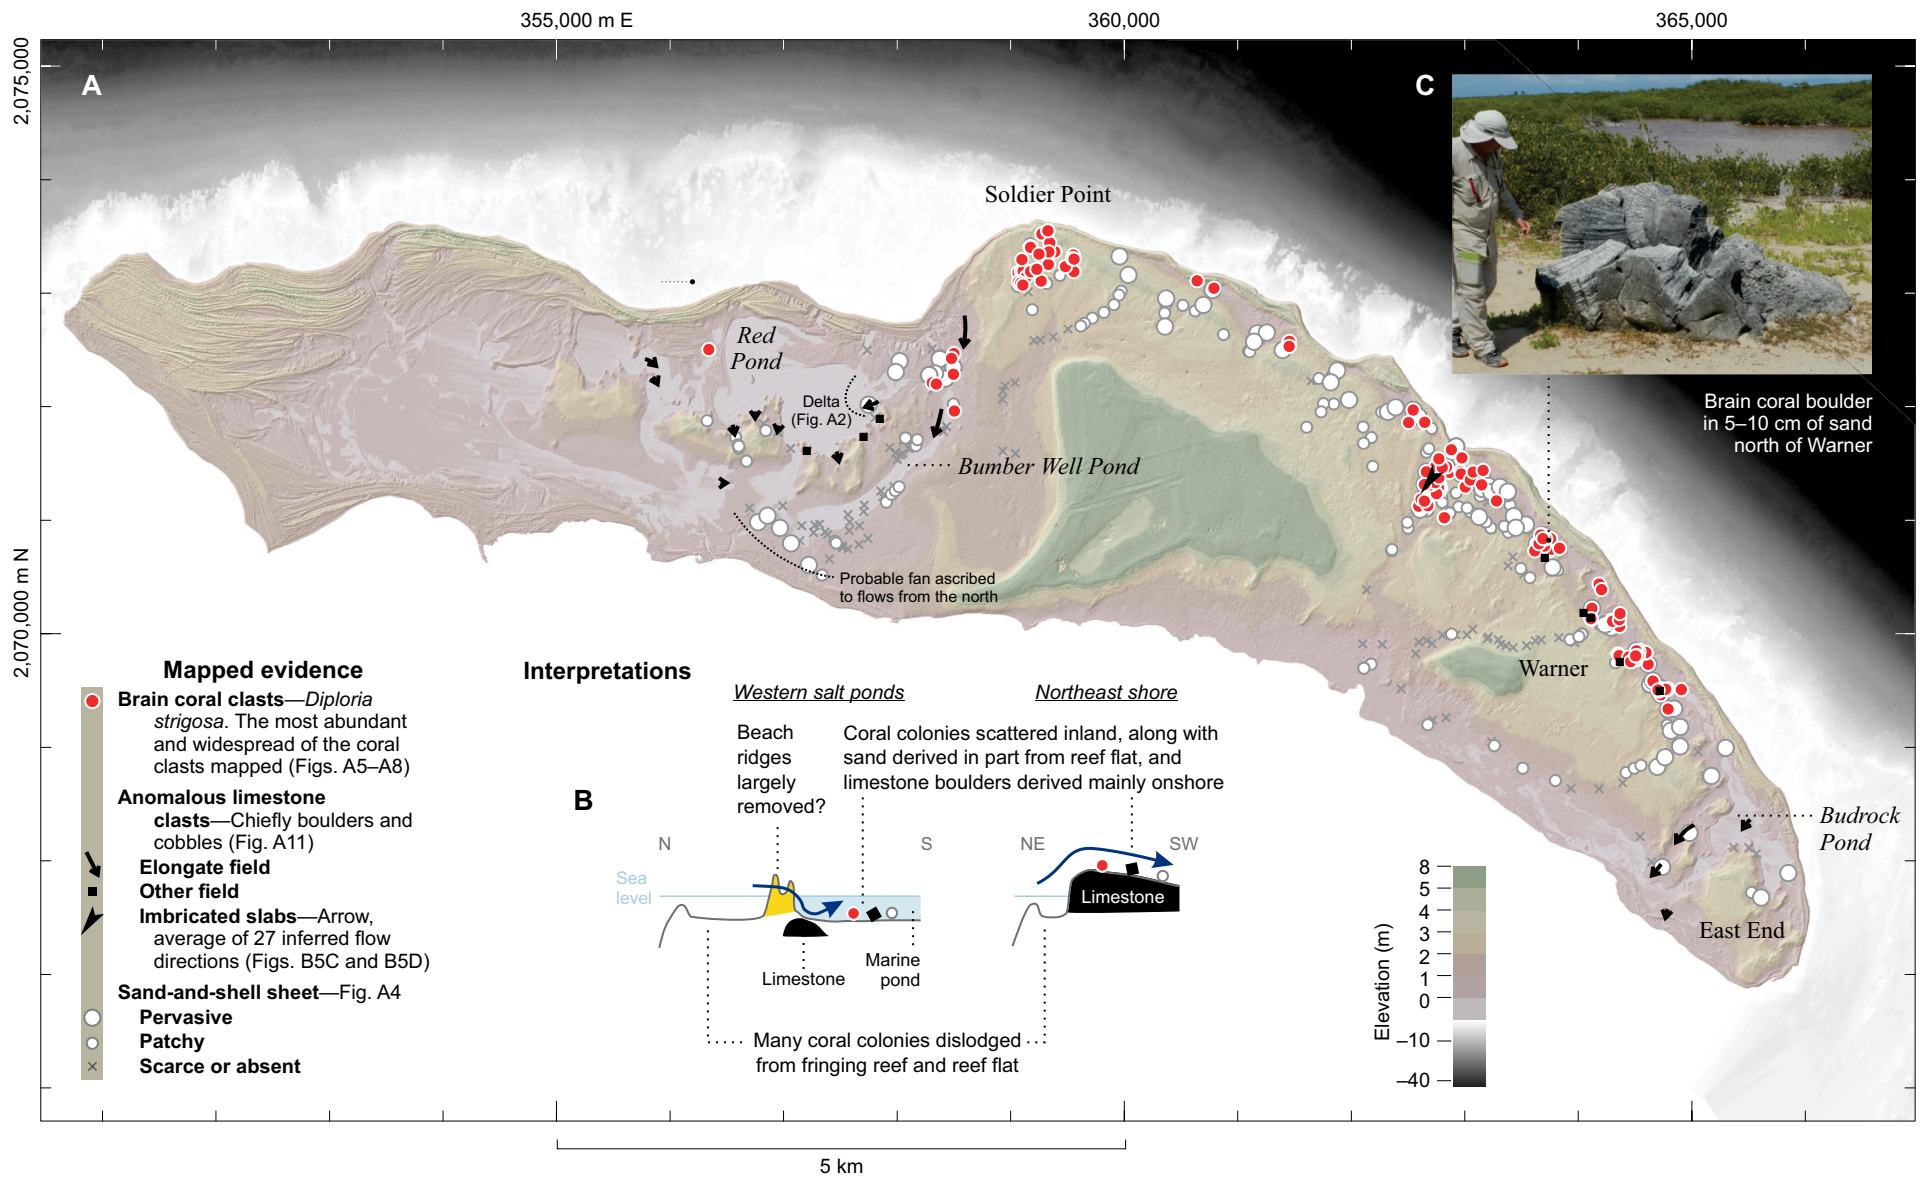 355,000 m E
360,000
365,000
2,075,000
2,070,000 m N
A
C
Soldier Point
Red
Pond
Delta
(Fig. A2)
Bumber Well Pond
Probable fan ascribed
to flows from the north
Brain coral boulder
in 5–10 cm of sand
north of Warner
Warner
Budrock
Pond
East End
Mapped evidence
Brain coral clasts—Diploria
strigosa. The most abundant
and widespread of the coral
clasts mapped (Figs. A5–A8)
Anomalous limestone
clasts—Chiefly boulders and
cobbles (Fig. A11)
Elongate field
Other field
Imbricated slabs—Arrow,
average of 27 inferred flow
directions (Figs. B5C and B5D)
Sand-and-shell sheet—Fig. A4
Pervasive
Patchy
Scarce or absent
Interpretations
Western salt ponds
Northeast shore
Beach
ridges
largely
removed?
Coral colonies scattered inland, along with
sand derived in part from reef flat, and
limestone boulders derived mainly onshore
B
N
S
NE
SW
Sea
level
Limestone
Limestone
Marine
pond
Many coral colonies dislodged
from fringing reef and reef flat
Elevation (m)
8
5
4
3
2
1
0
–10
–40
5 km